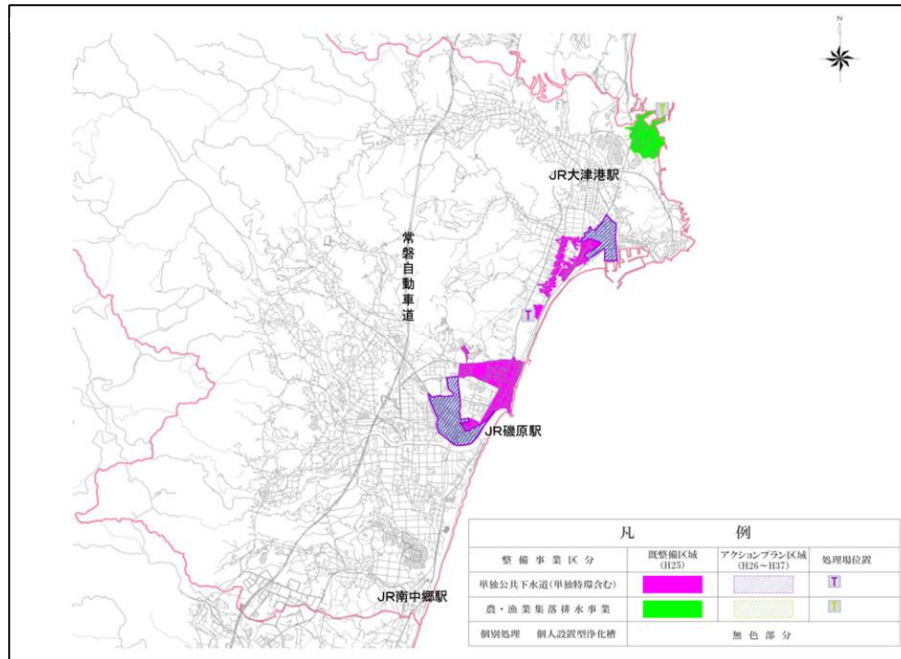 N
JR大津港駅
常磐自動車道
T
T
JR磯原駅
JR南中郷駅
凡 例
整備事業区分 既整備区域 (H25) アクションプラン区域 (H26～H37) 処理場位置
単独公共下水道(単独特環含む) T
農・漁業集落排水事業 T
個別処理 個人設置型浄化槽 無色部分